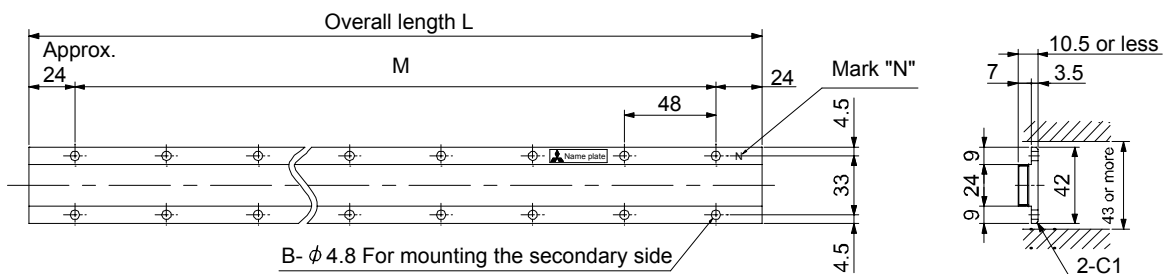 Overall length L
Approx.
24
M
24
48
Mark "N"
4.5
33
4.5
Name plate
N
B- φ 4.8 For mounting the secondary side
10.5 or less
7
3.5
9
24
9
42
43 or more
2-C1